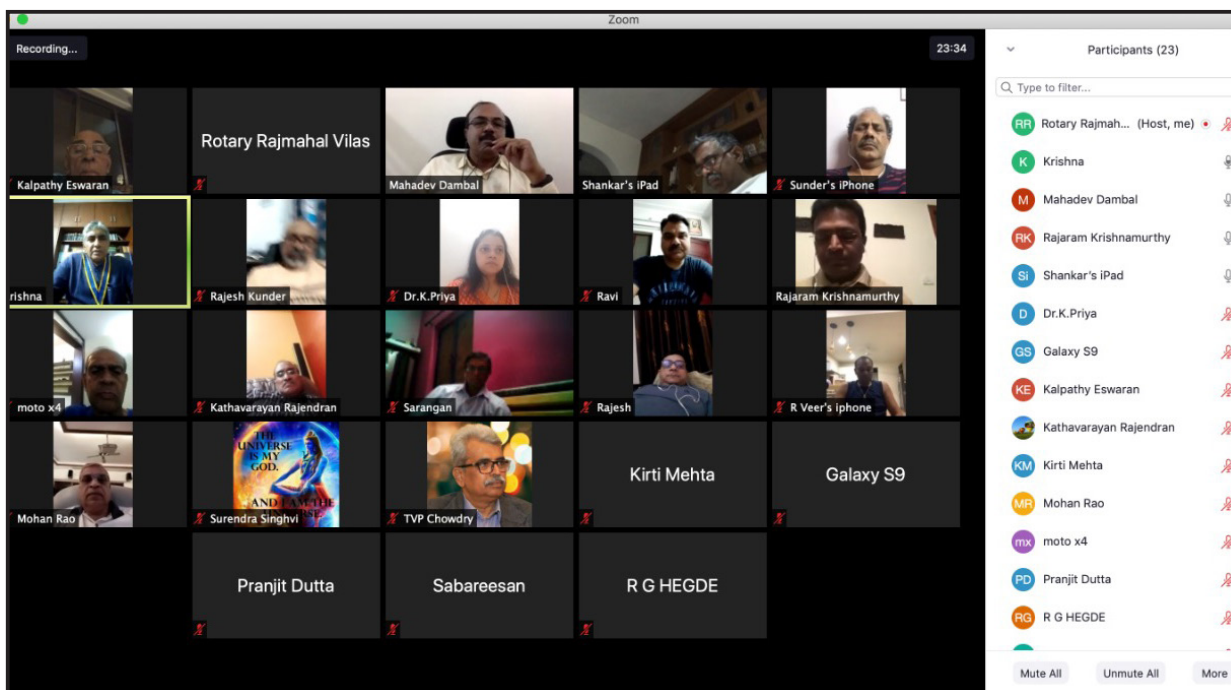 Zoom
Recording...
23:34
Kalpathy Eswaran
Rotary Rajmahal Vilas
Mahadev Dambal
Shankar's iPad
Sunder's iPhone
rishna
Rajesh Kunder
Dr.K.Priya
Ravi
Rajaram Krishnamurthy
moto x4
Kathavarayan Rajendran
Sarangan
Rajesh
R Veer's iphone
Mohan Rao
THE
UNIVERSE
IS MY
GOD.
AND I AM THE
Surendra Singhvi
TVP Chowdry
Kirti Mehta
Galaxy S9
Pranjit Dutta
Sabareesan
R G HEGDE
Participants (23)
Type to filter...
RR Rotary Rajmah... (Host, me)
K Krishna
M Mahadev Dambal
RK Rajaram Krishnamurthy
Si Shankar's iPad
D Dr.K.Priya
GS Galaxy S9
KE Kalpathy Eswaran
Kathavarayan Rajendran
KM Kirti Mehta
MR Mohan Rao
mx moto x4
PD Pranjit Dutta
RG R G HEGDE
Mute All Unmute All More